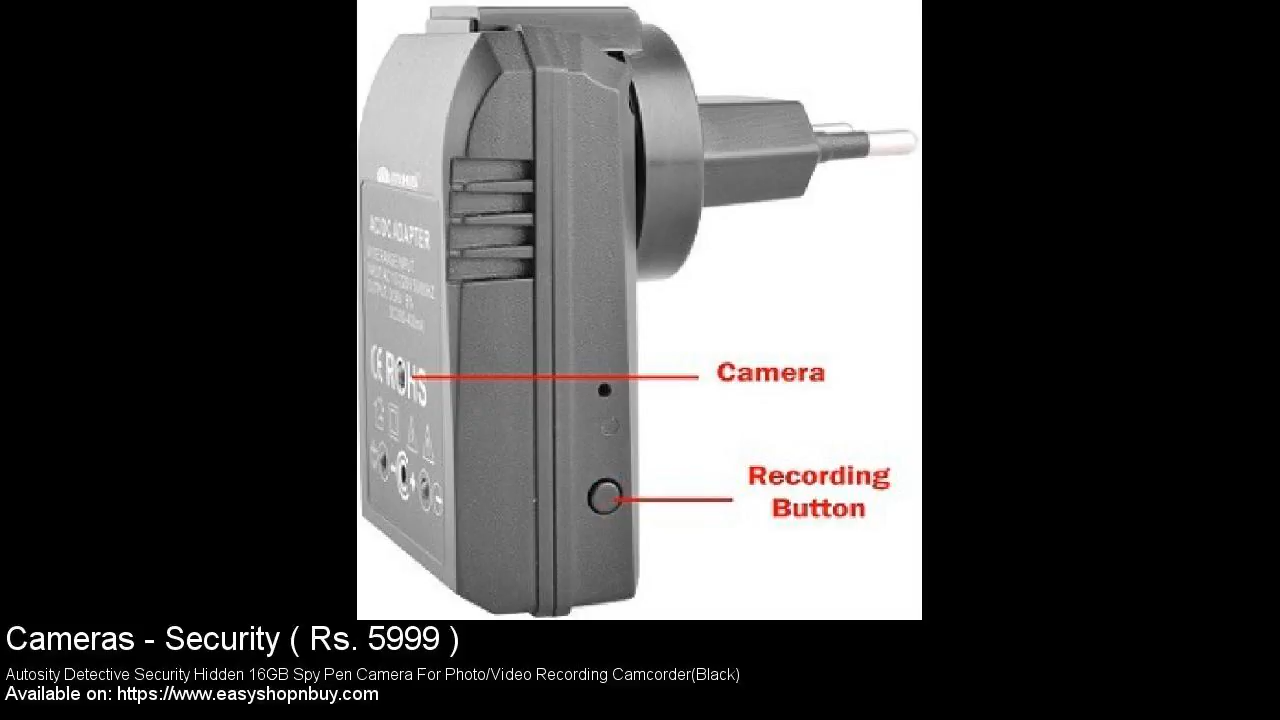 AC/DC ADAPTER
CE ROHS
Camera
Recording
Button
Cameras - Security ( Rs. 5999 )
Autosity Detective Security Hidden 16GB Spy Pen Camera For Photo/Video Recording Camcorder(Black)
Available on: https://www.easyshopnbuy.com